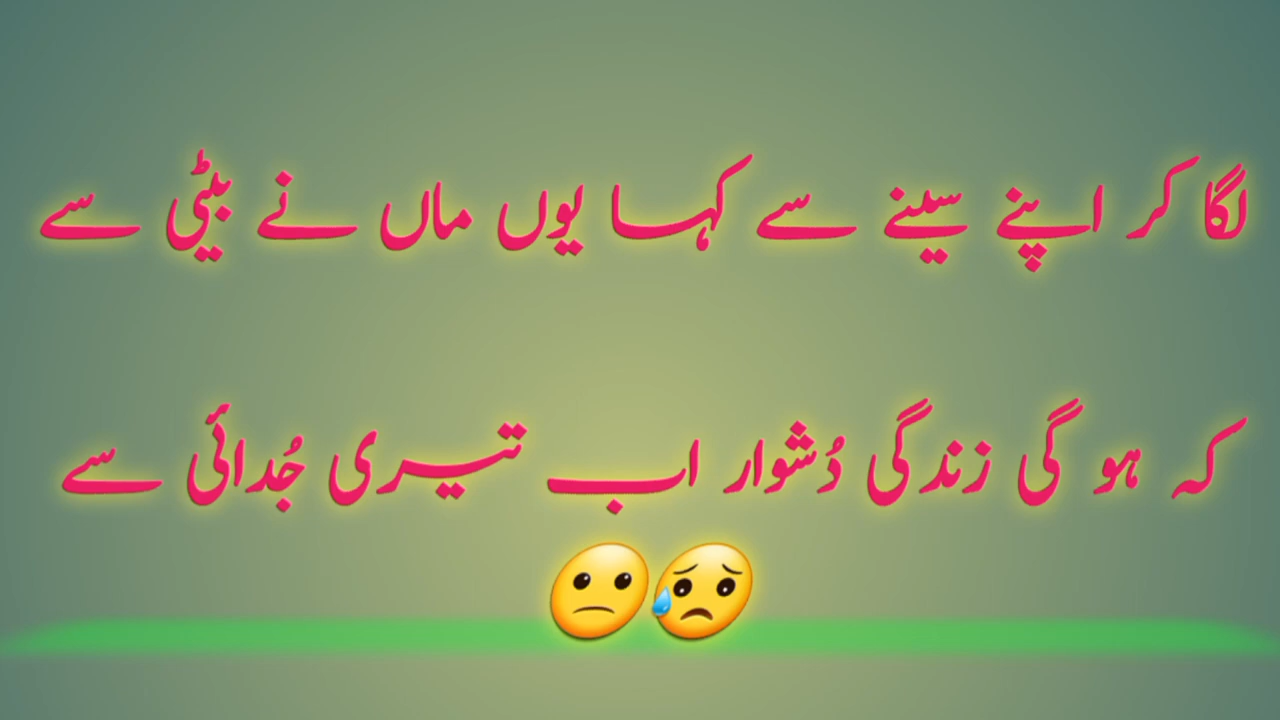 لگا کر اپنے سینے سے کہا یوں ماں نے بیٹی سے
کہ ہو گی زندگی دُشوار اب تیری جُدائی سے